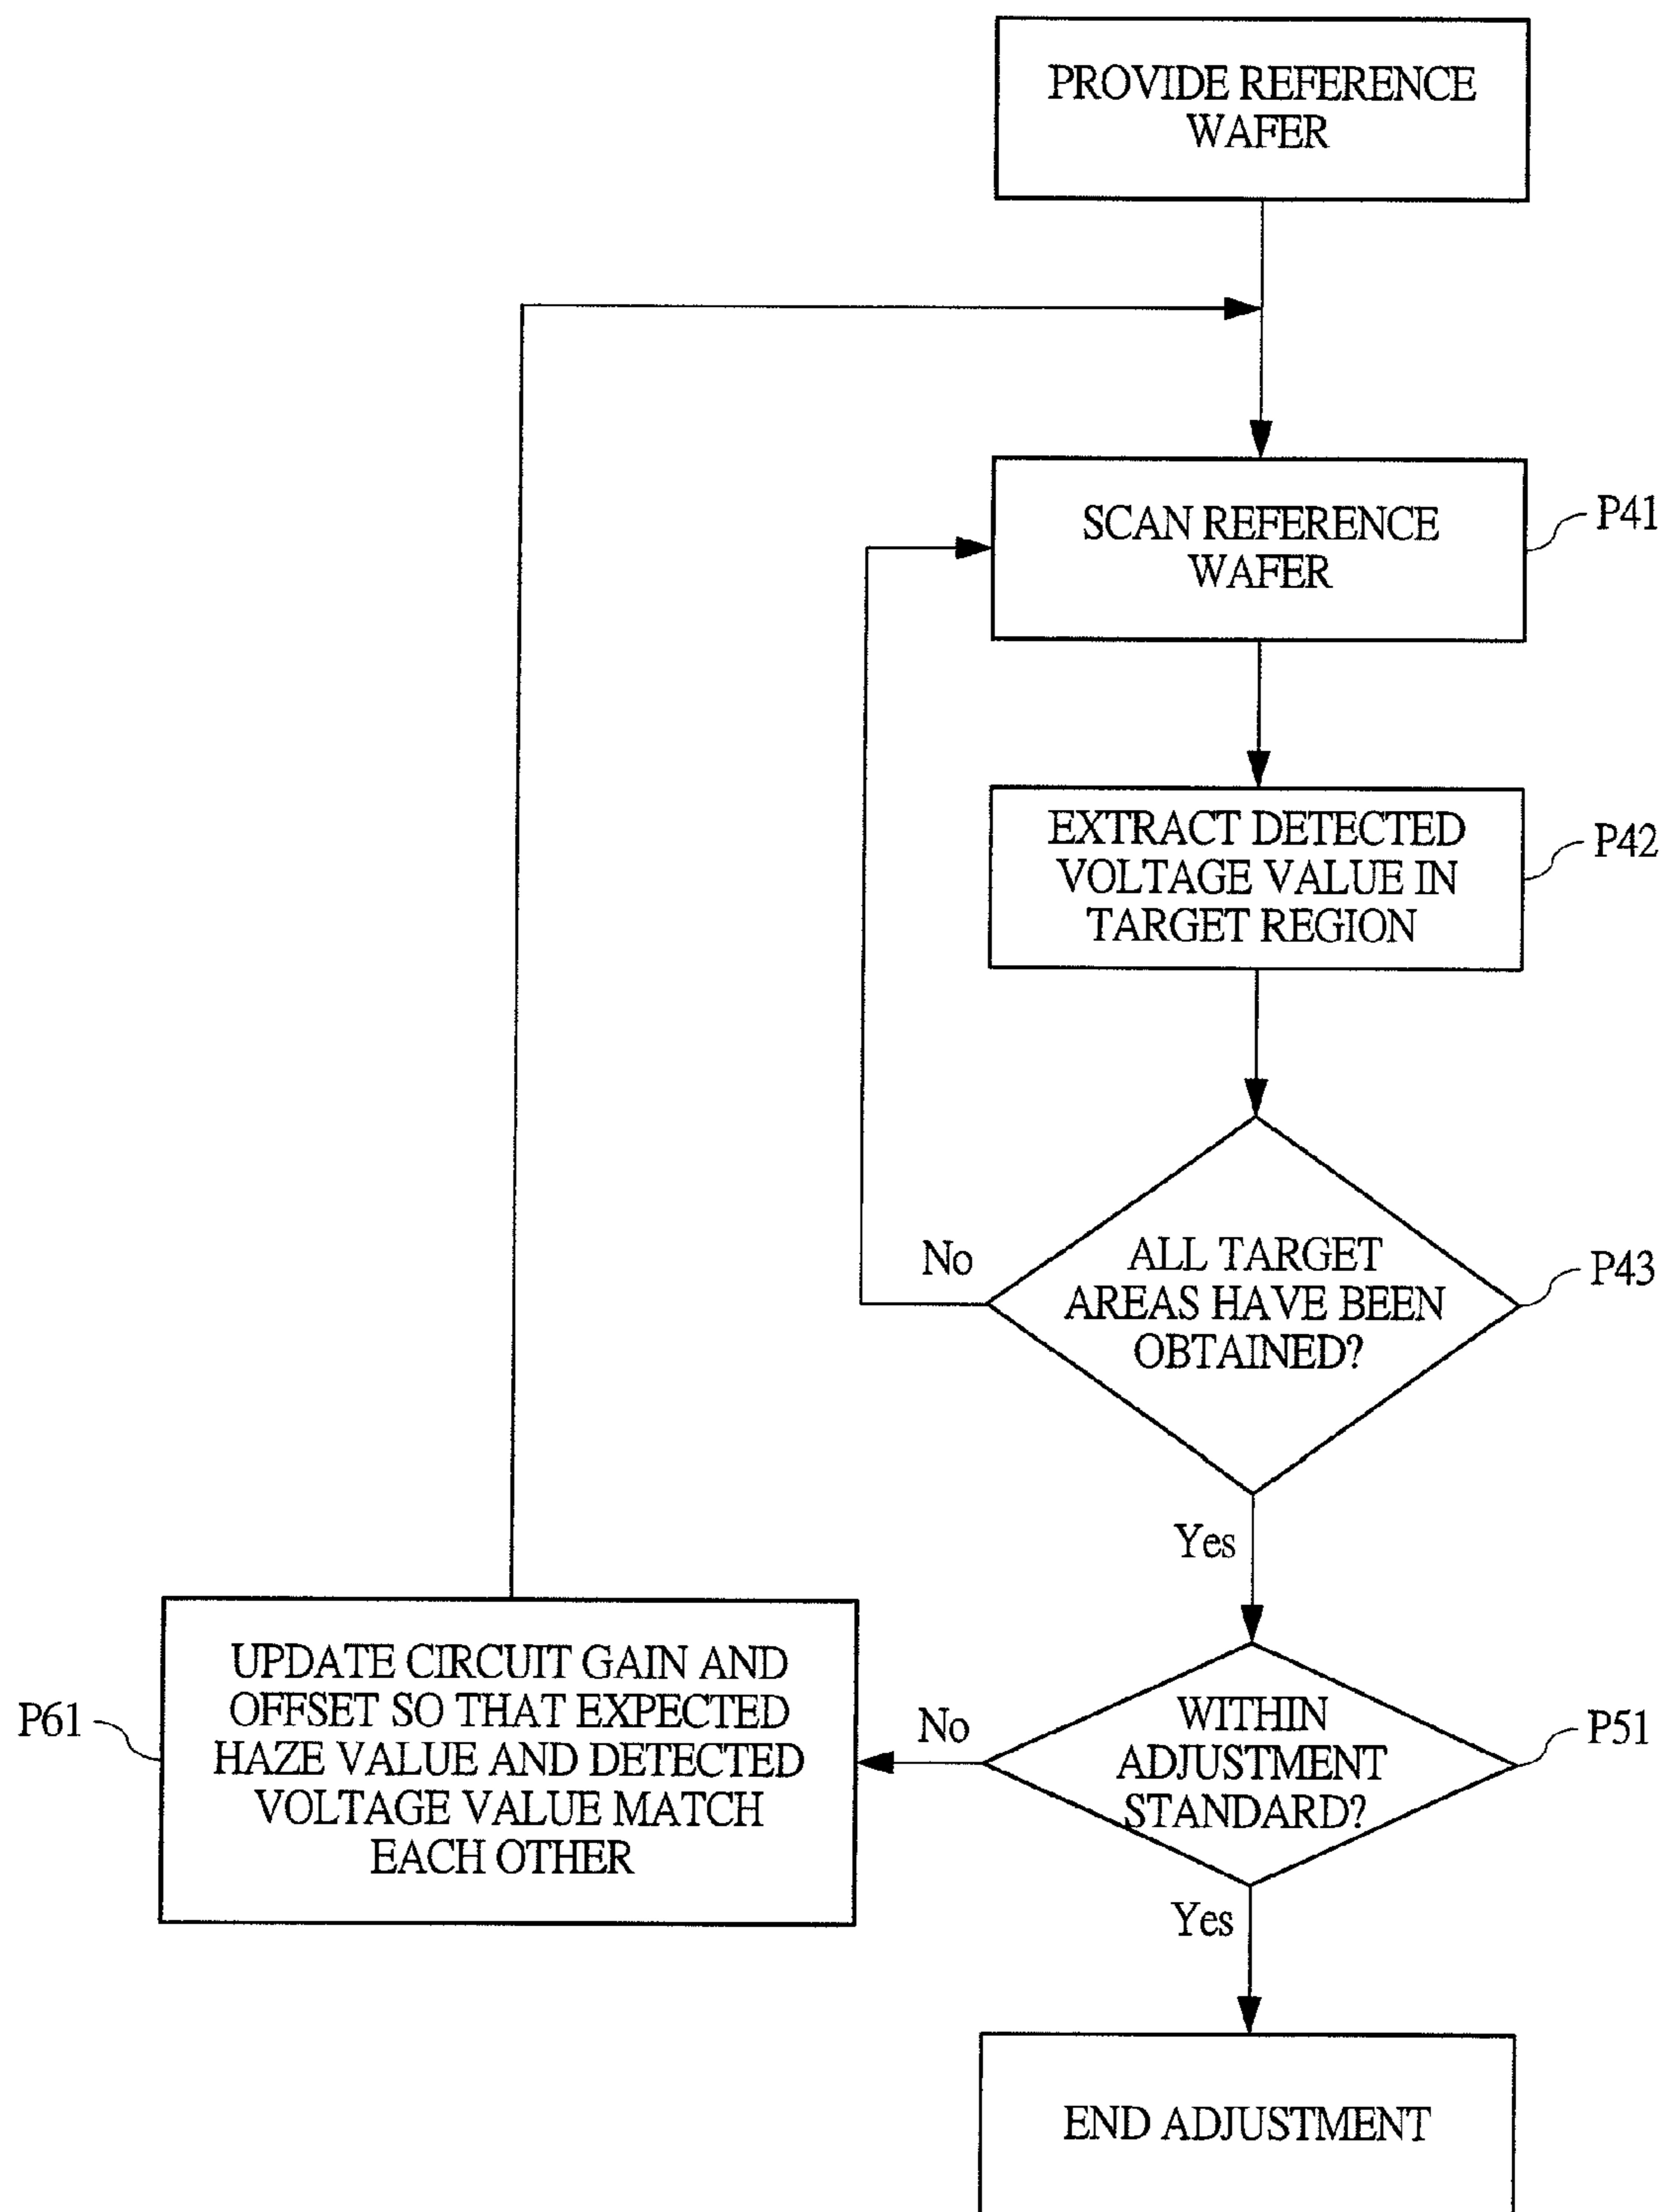 PROVIDE REFERENCE
WAFER
SCAN REFERENCE
WAFER
P41
EXTRACT DETECTED
VOLTAGE VALUE IN
TARGET REGION
P42
No
ALL TARGET
AREAS HAVE BEEN
OBTAINED?
P43
Yes
P61
UPDATE CIRCUIT GAIN AND
OFFSET SO THAT EXPECTED
HAZE VALUE AND DETECTED
VOLTAGE VALUE MATCH
EACH OTHER
No
WITHIN
ADJUSTMENT
STANDARD?
P51
Yes
END ADJUSTMENT